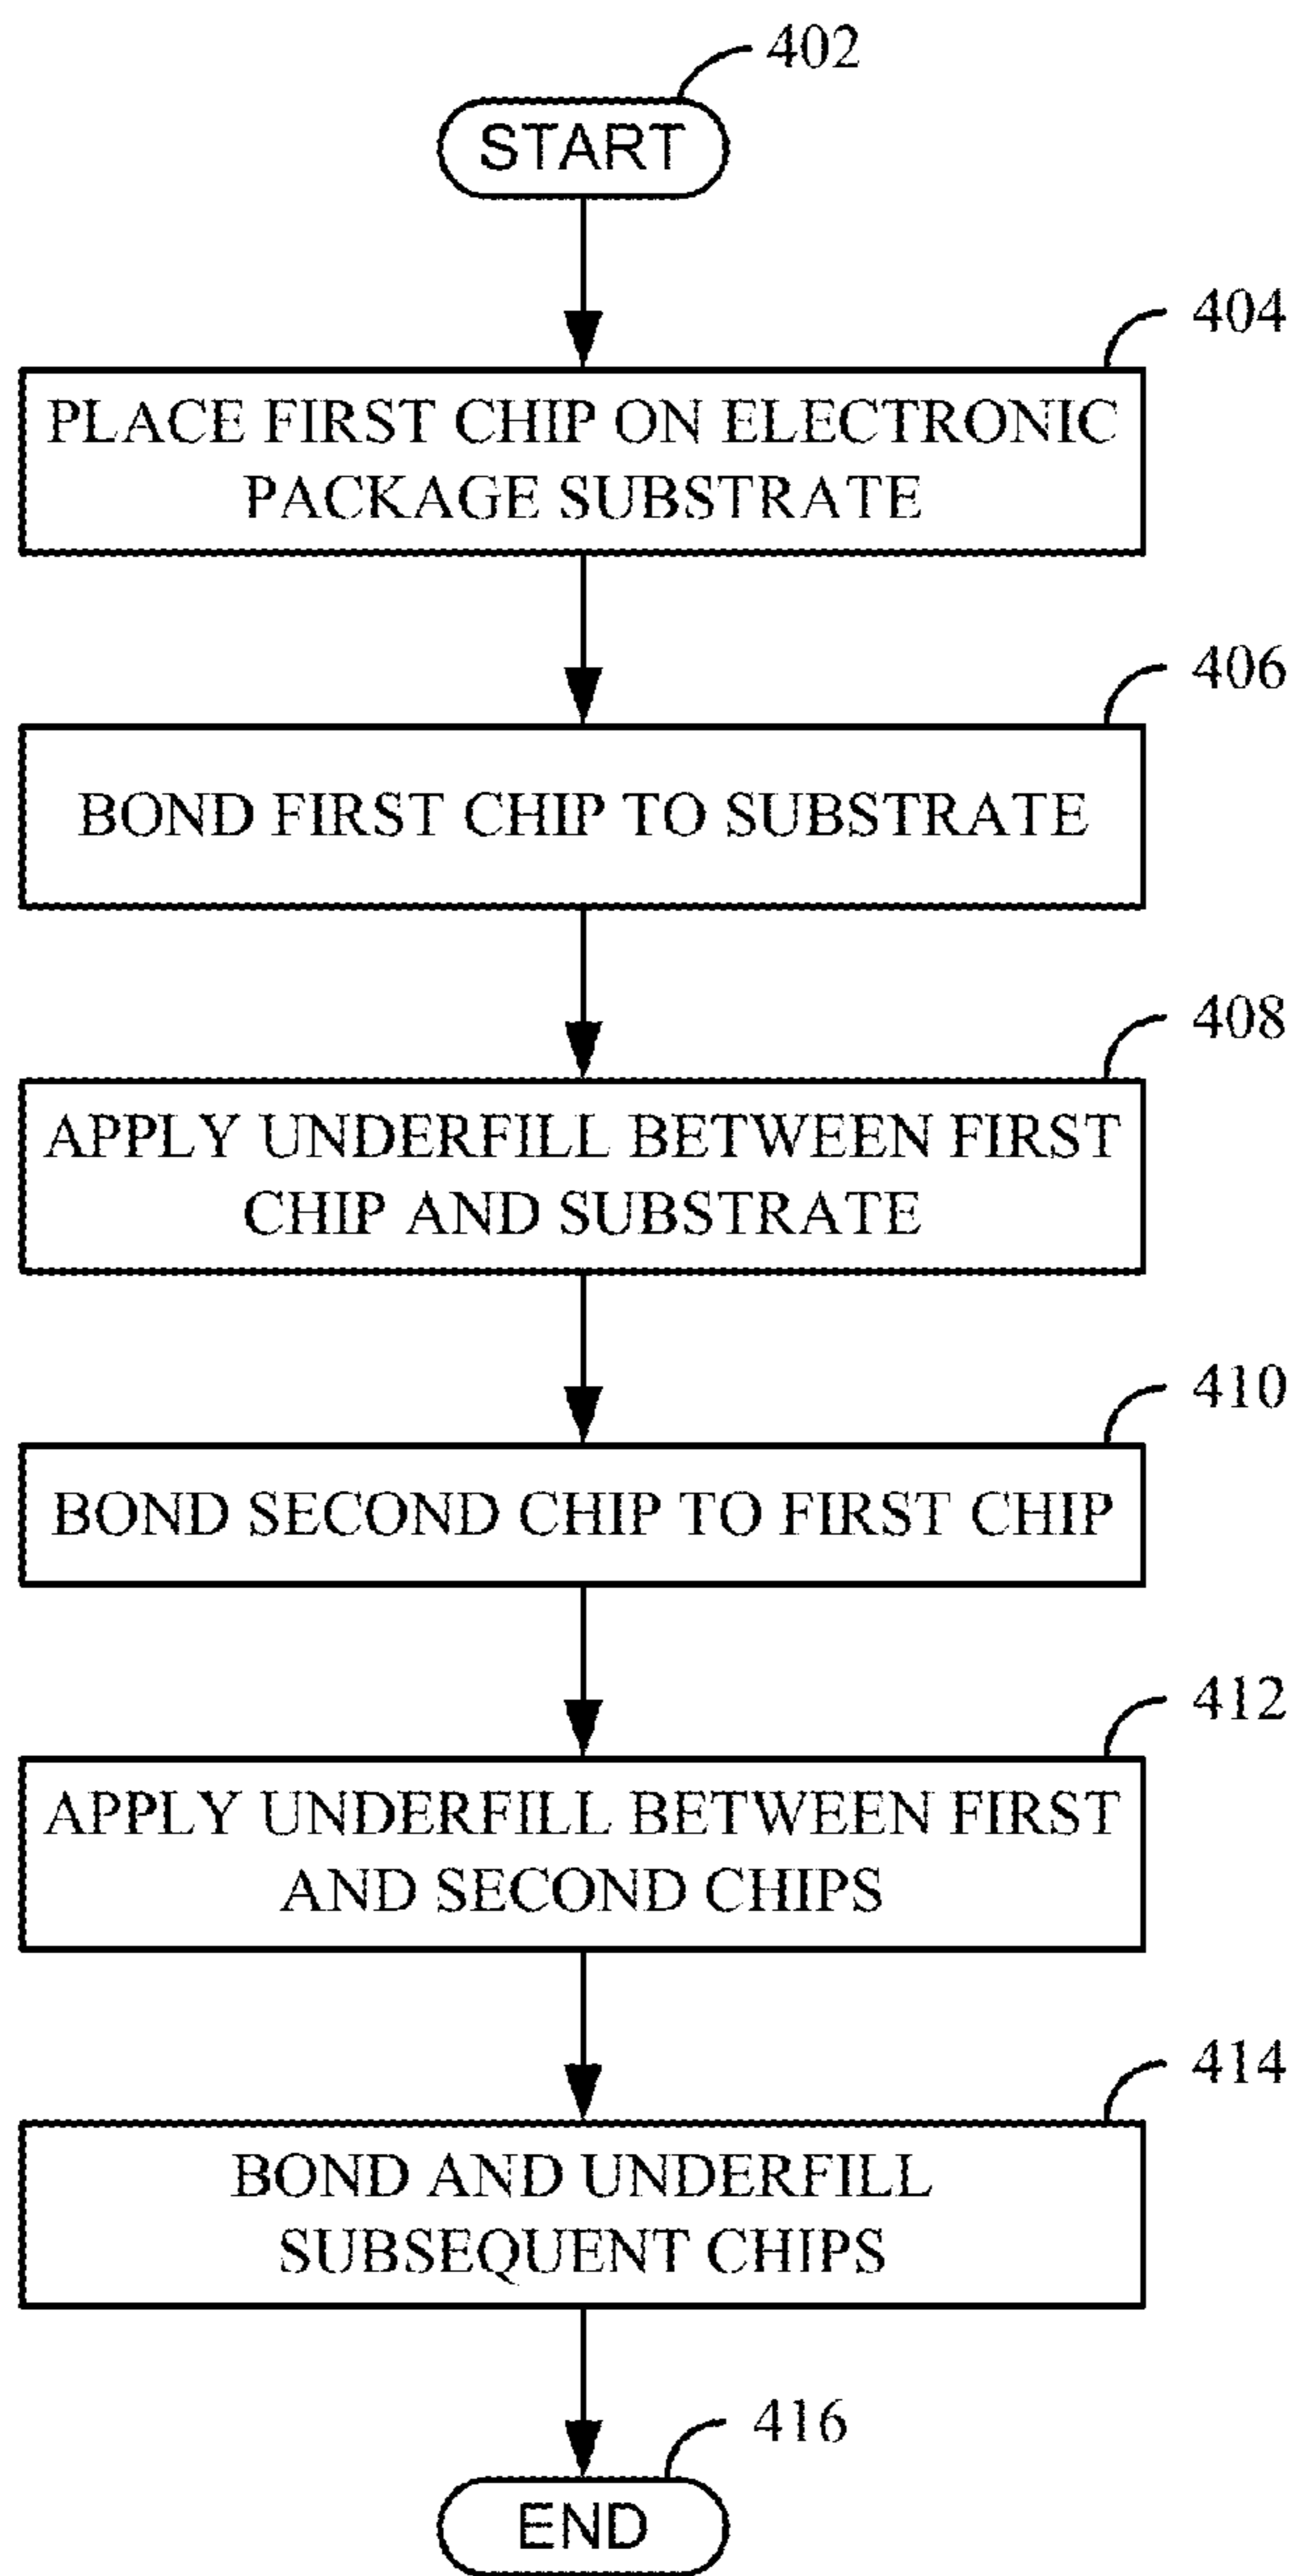 402
START
404
PLACE FIRST CHIP ON ELECTRONIC
PACKAGE SUBSTRATE
406
BOND FIRST CHIP TO SUBSTRATE
408
APPLY UNDERFILL BETWEEN FIRST
CHIP AND SUBSTRATE
410
BOND SECOND CHIP TO FIRST CHIP
412
APPLY UNDERFILL BETWEEN FIRST
AND SECOND CHIPS
414
BOND AND UNDERFILL
SUBSEQUENT CHIPS
416
END